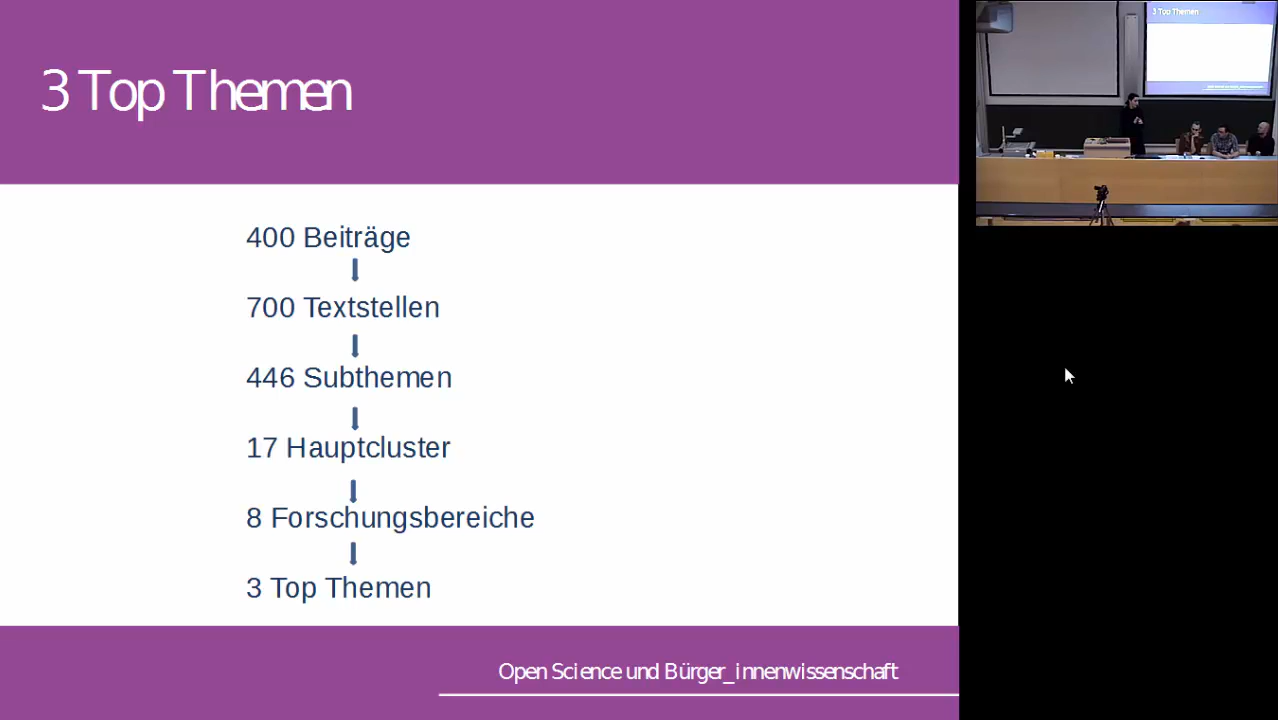 3 Top Themen
400 Beiträge
700 Textstellen
446 Subthemen
17 Hauptcluster
8 Forschungsbereiche
3 Top Themen
Open Science und Bürger_innenwissenschaft
3 Top Themen